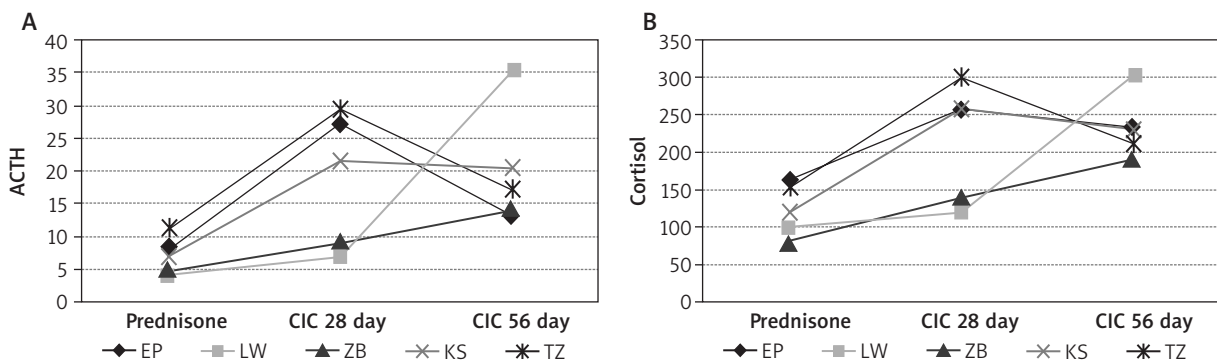 A
40
35
30
25
20
15
10
5
0
ACTH
Prednisone CIC 28 day CIC 56 day
EP LW ZB KS TZ
B
350
300
250
200
150
100
50
0
Cortisol
Prednisone CIC 28 day CIC 56 day
EP LW ZB KS TZ